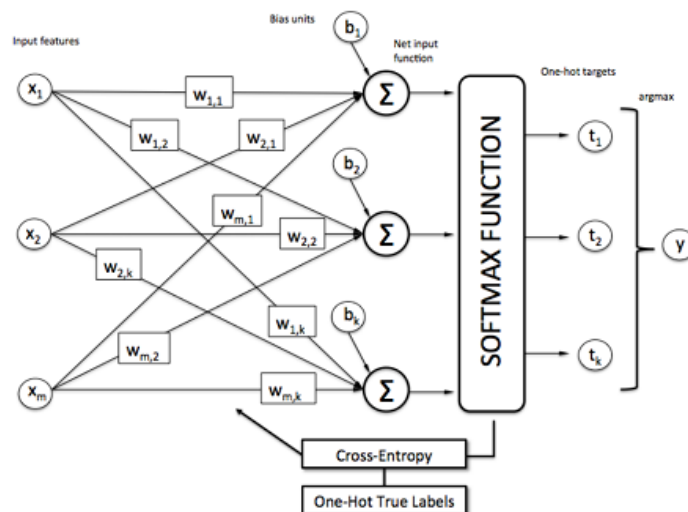 Bias units
b1
Input features
Net input
function
One-hot targets
argmax
x1
w1,1
Σ
w1,2
w2,1
t1
b2
x2
wm,1
w2,2
Σ
SOFTMAX FUNCTION
t2
y
w2,k
bk
w1,k
wm,2
tk
xm
wm,k
Σ
Cross-Entropy
One-Hot True Labels